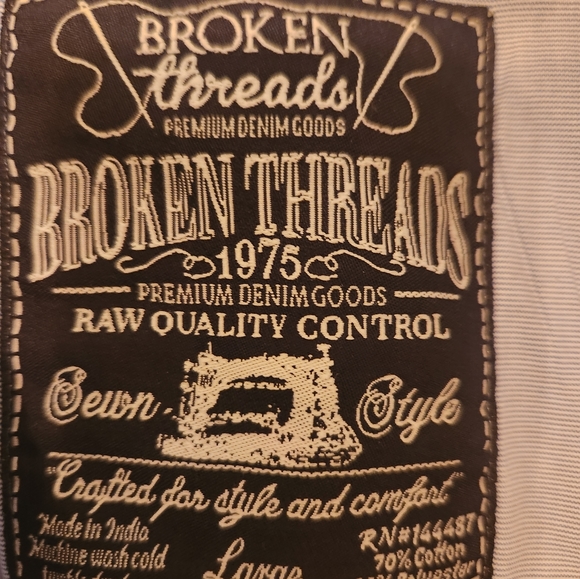 BROKEN
threads
PREMIUM DENIM GOODS
BROKEN THREADS
1975
PREMIUM DENIM GOODS
RAW QUALITY CONTROL
Sewn Style
"Crafted for style and comfort"
Made in India
Machine wash cold
Large
RN#144487
70% Cotton